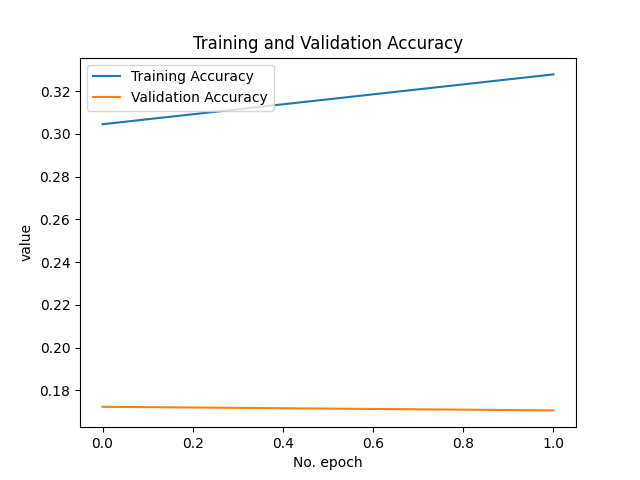 Training and Validation Accuracy
Training Accuracy
Validation Accuracy
value
0.32
0.30
0.28
0.26
0.24
0.22
0.20
0.18
0.0 0.2 0.4 0.6 0.8 1.0
No. epoch